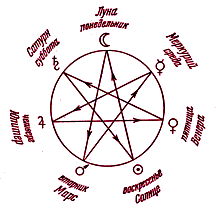 Луна
понедельник
Меркурий
среда
пятница
Венера
воскресенье
Солнце
вторник
Марс
четверг
Юпитер
Сатурн
суббота